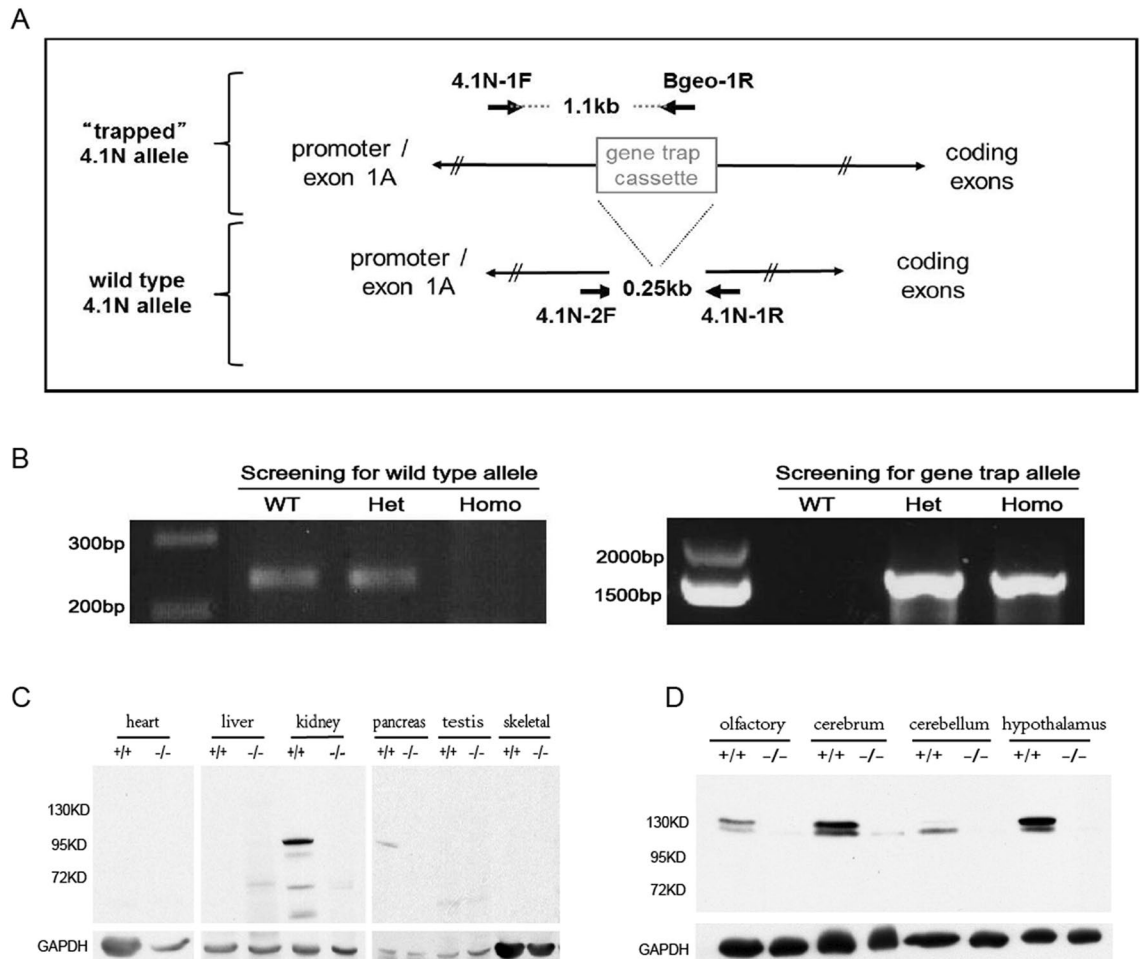 A
"trapped"
4.1N allele
4.1N-1F
Bgeo-1R
1.1kb
promoter /
exon 1A
gene trap
cassette
coding
exons
wild type
4.1N allele
promoter /
exon 1A
0.25kb
coding
exons
4.1N-2F
4.1N-1R
B
Screening for wild type allele
WT Het Homo
300bp
200bp
Screening for gene trap allele
WT Het Homo
2000bp
1500bp
C
heart liver kidney pancreas testis skeletal
+/+ -/- +/+ -/- +/+ -/- +/+ -/- +/+ -/- +/+ -/-
130KD
95KD
72KD
GAPDH
D
olfactory cerebrum cerebellum hypothalamus
+/+ -/- +/+ -/- +/+ -/- +/+ -/-
130KD
95KD
72KD
GAPDH